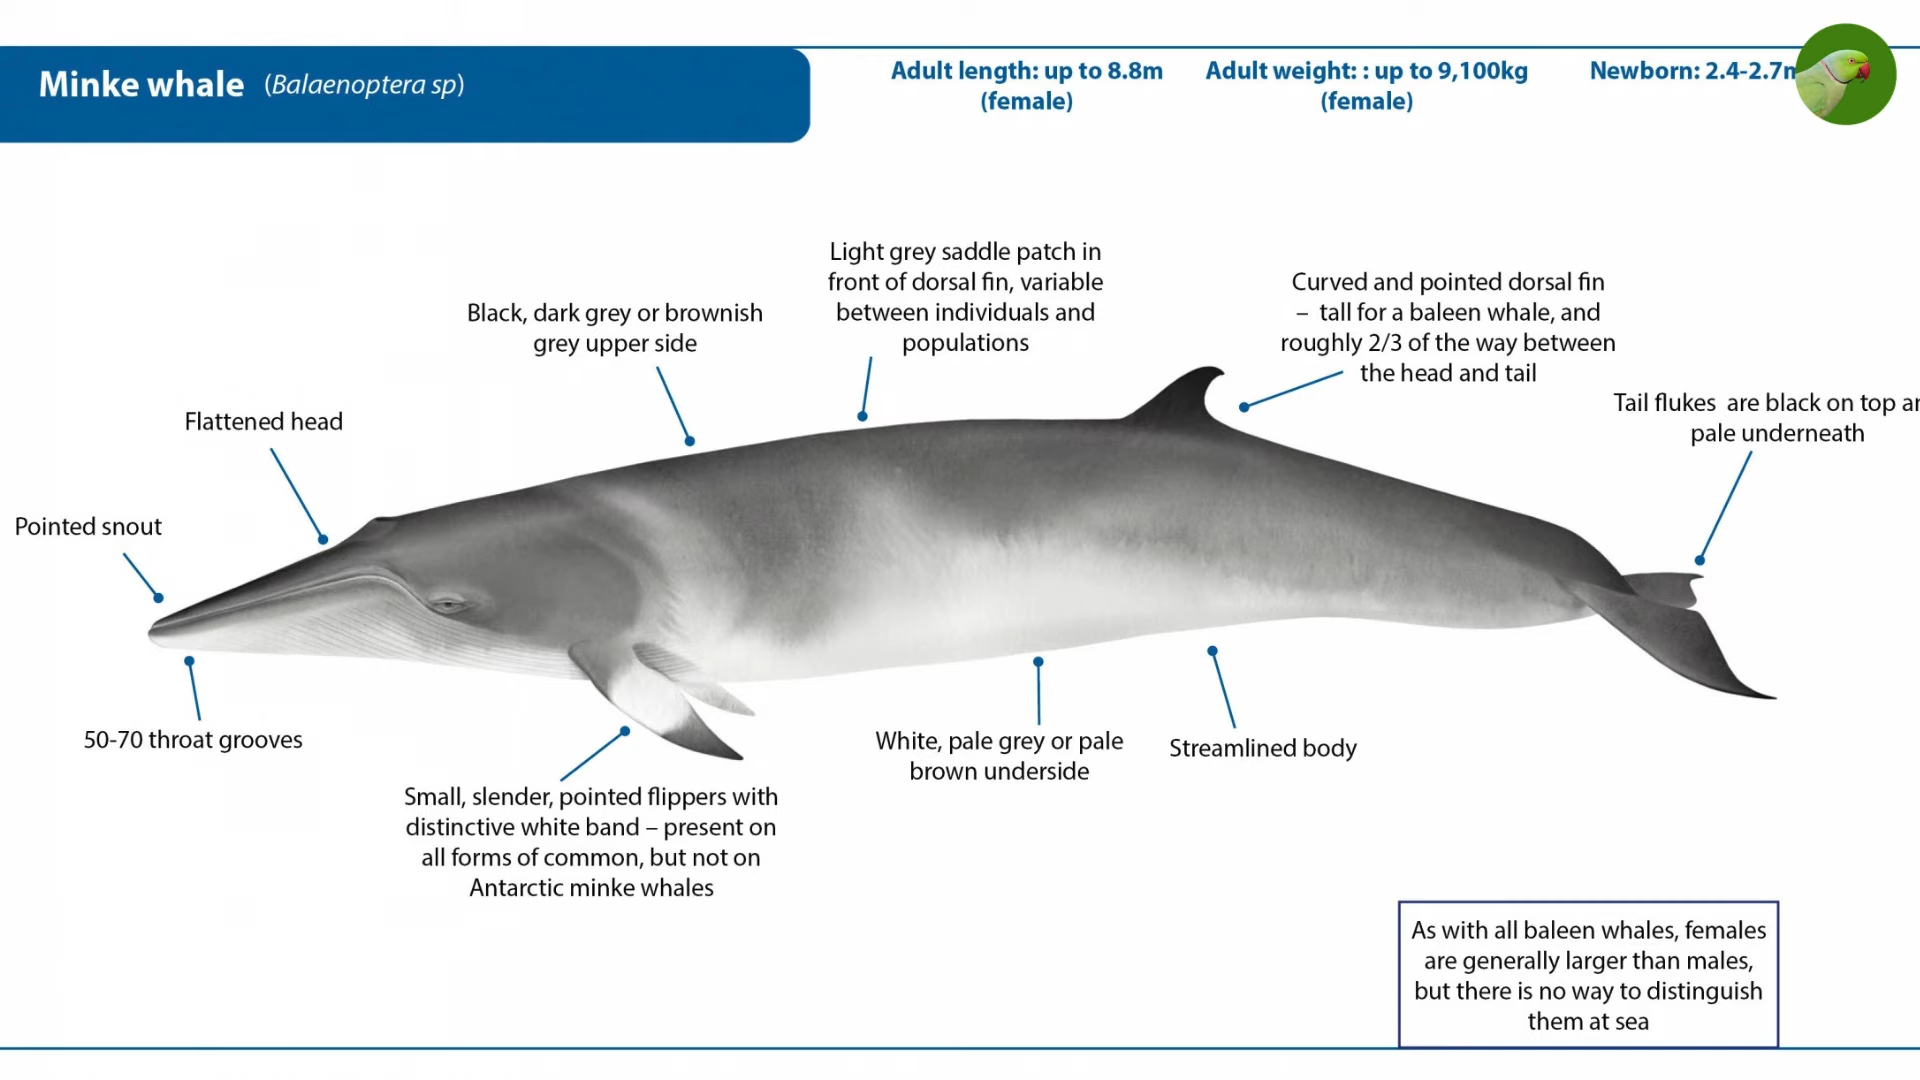 Minke whale (Balaenoptera sp)
Adult length: up to 8.8m
(female)
Adult weight: : up to 9,100kg
(female)
Newborn: 2.4-2.7m
Light grey saddle patch in
front of dorsal fin, variable
between individuals and
populations
Curved and pointed dorsal fin
– tall for a baleen whale, and
roughly 2/3 of the way between
the head and tail
Black, dark grey or brownish
grey upper side
Tail flukes are black on top
pale underneath
Flattened head
Pointed snout
50-70 throat grooves
White, pale grey or pale
brown underside
Streamlined body
Small, slender, pointed flippers with
distinctive white band – present on
all forms of common, but not on
Antarctic minke whales
As with all baleen whales, females
are generally larger than males,
but there is no way to distinguish
them at sea